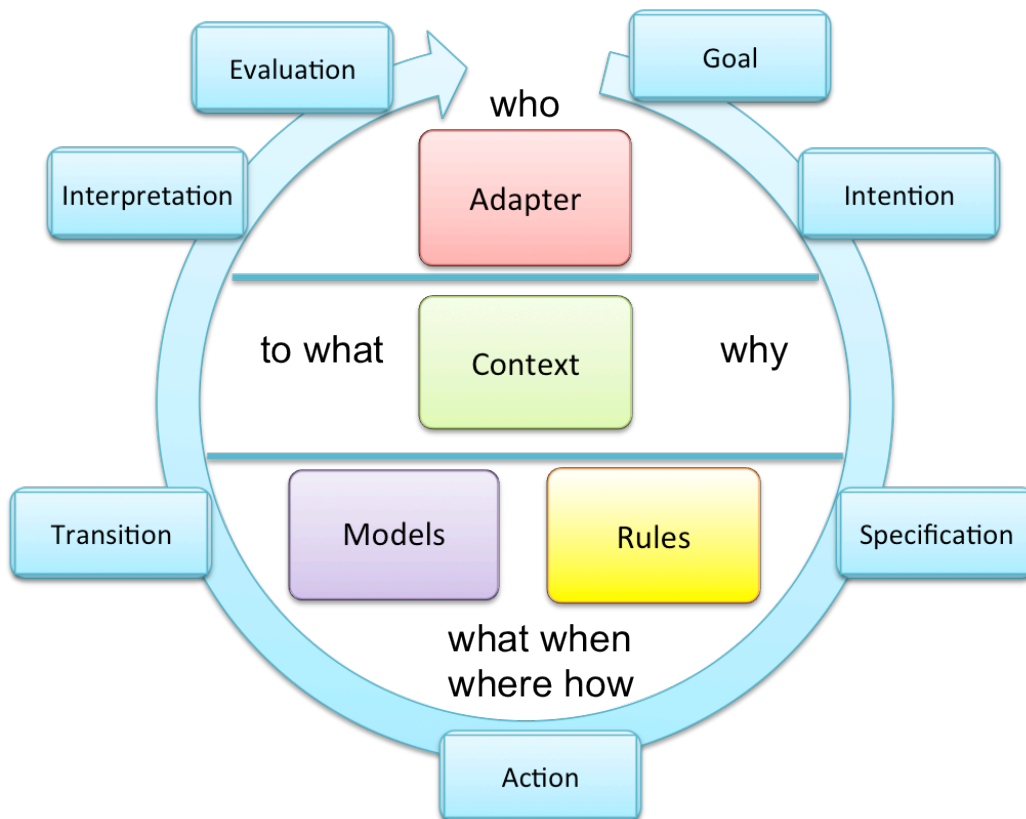 Goal
Evaluation
who
Interpretation
Adapter
Intention
to what
Context
why
Transition
Models
Rules
Specification
what when
where how
Action